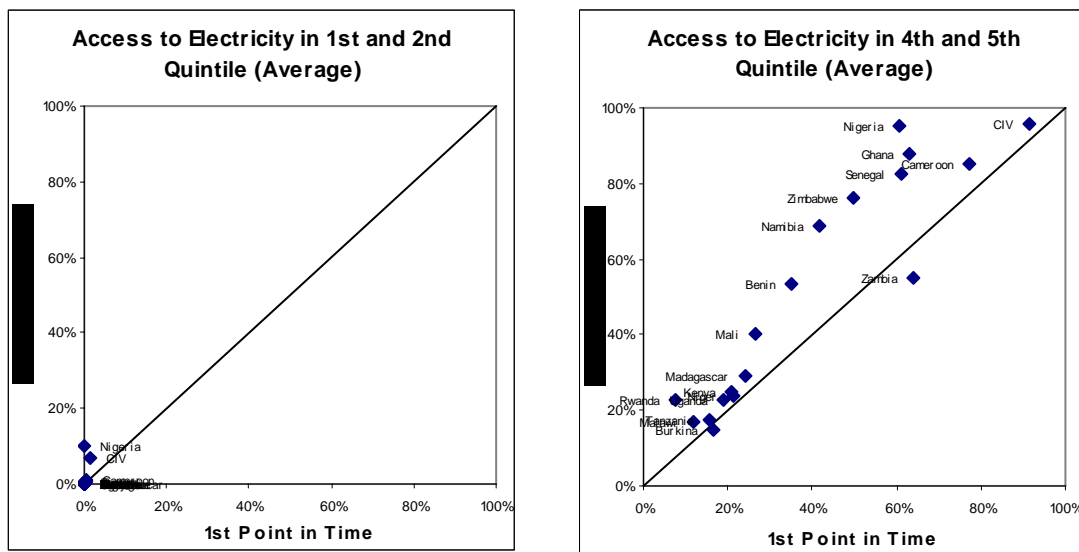 Access to Electricity in 1st and 2nd
Quintile (Average)
100%
80%
60%
40%
20%
0%
Nigeria
CIV
Cameroon
0%
20%
40%
60%
80%
100%
1st Point in Time
Access to Electricity in 4th and 5th
Quintile (Average)
100%
80%
60%
40%
20%
0%
Nigeria
CIV
Ghana
Cameroon
Senegal
Zimbabwe
Namibia
Zambia
Benin
Mali
Madagascar
Kenya
Niger
Rwanda
Uganda
Tanzania
Malawi
Burkina
0%
20%
40%
60%
80%
100%
1st Point in Time